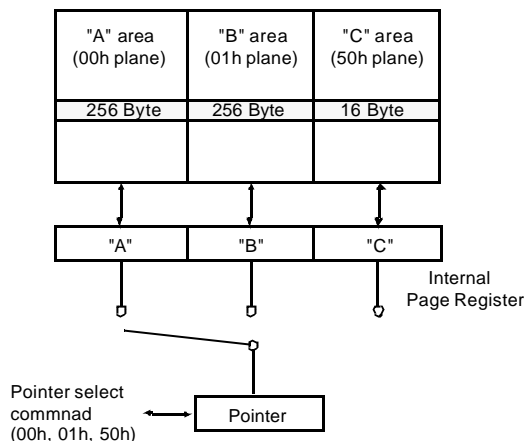 "A" area
(00h plane)
"B" area
(01h plane)
"C" area
(50h plane)
256 Byte
256 Byte
16 Byte
"A"
"B"
"C"
Internal
Page Register
Pointer select
commnad
(00h, 01h, 50h)
Pointer